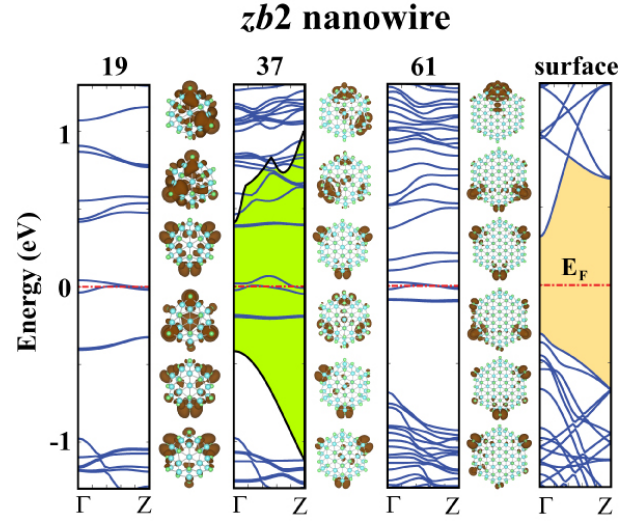 zb2 nanowire
19 37 61 surface
1
Energy (eV)
0
E_F
-1
Γ Z Γ Z Γ Z Γ Z